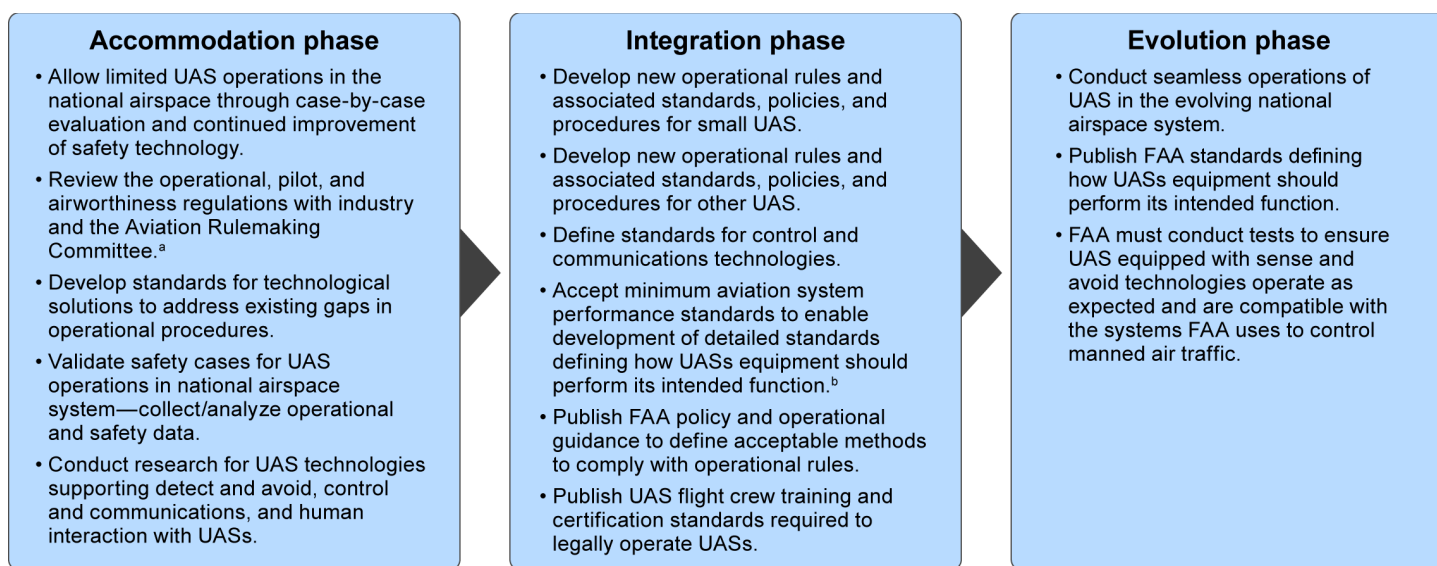 Accommodation phase
• Allow limited UAS operations in the
national airspace through case-by-case
evaluation and continued improvement
of safety technology.
• Review the operational, pilot, and
airworthiness regulations with industry
and the Aviation Rulemaking
Committee.ᵃ
• Develop standards for technological
solutions to address existing gaps in
operational procedures.
• Validate safety cases for UAS
operations in national airspace
system—collect/analyze operational
and safety data.
• Conduct research for UAS technologies
supporting detect and avoid, control
and communications, and human
interaction with UASs.
Integration phase
• Develop new operational rules and
associated standards, policies, and
procedures for small UAS.
• Develop new operational rules and
associated standards, policies, and
procedures for other UAS.
• Define standards for control and
communications technologies.
• Accept minimum aviation system
performance standards to enable
development of detailed standards
defining how UASs equipment should
perform its intended function.ᵇ
• Publish FAA policy and operational
guidance to define acceptable methods
to comply with operational rules.
• Publish UAS flight crew training and
certification standards required to
legally operate UASs.
Evolution phase
• Conduct seamless operations of
UAS in the evolving national
airspace system.
• Publish FAA standards defining
how UASs equipment should
perform its intended function.
• FAA must conduct tests to ensure
UAS equipped with sense and
avoid technologies operate as
expected and are compatible with
the systems FAA uses to control
manned air traffic.